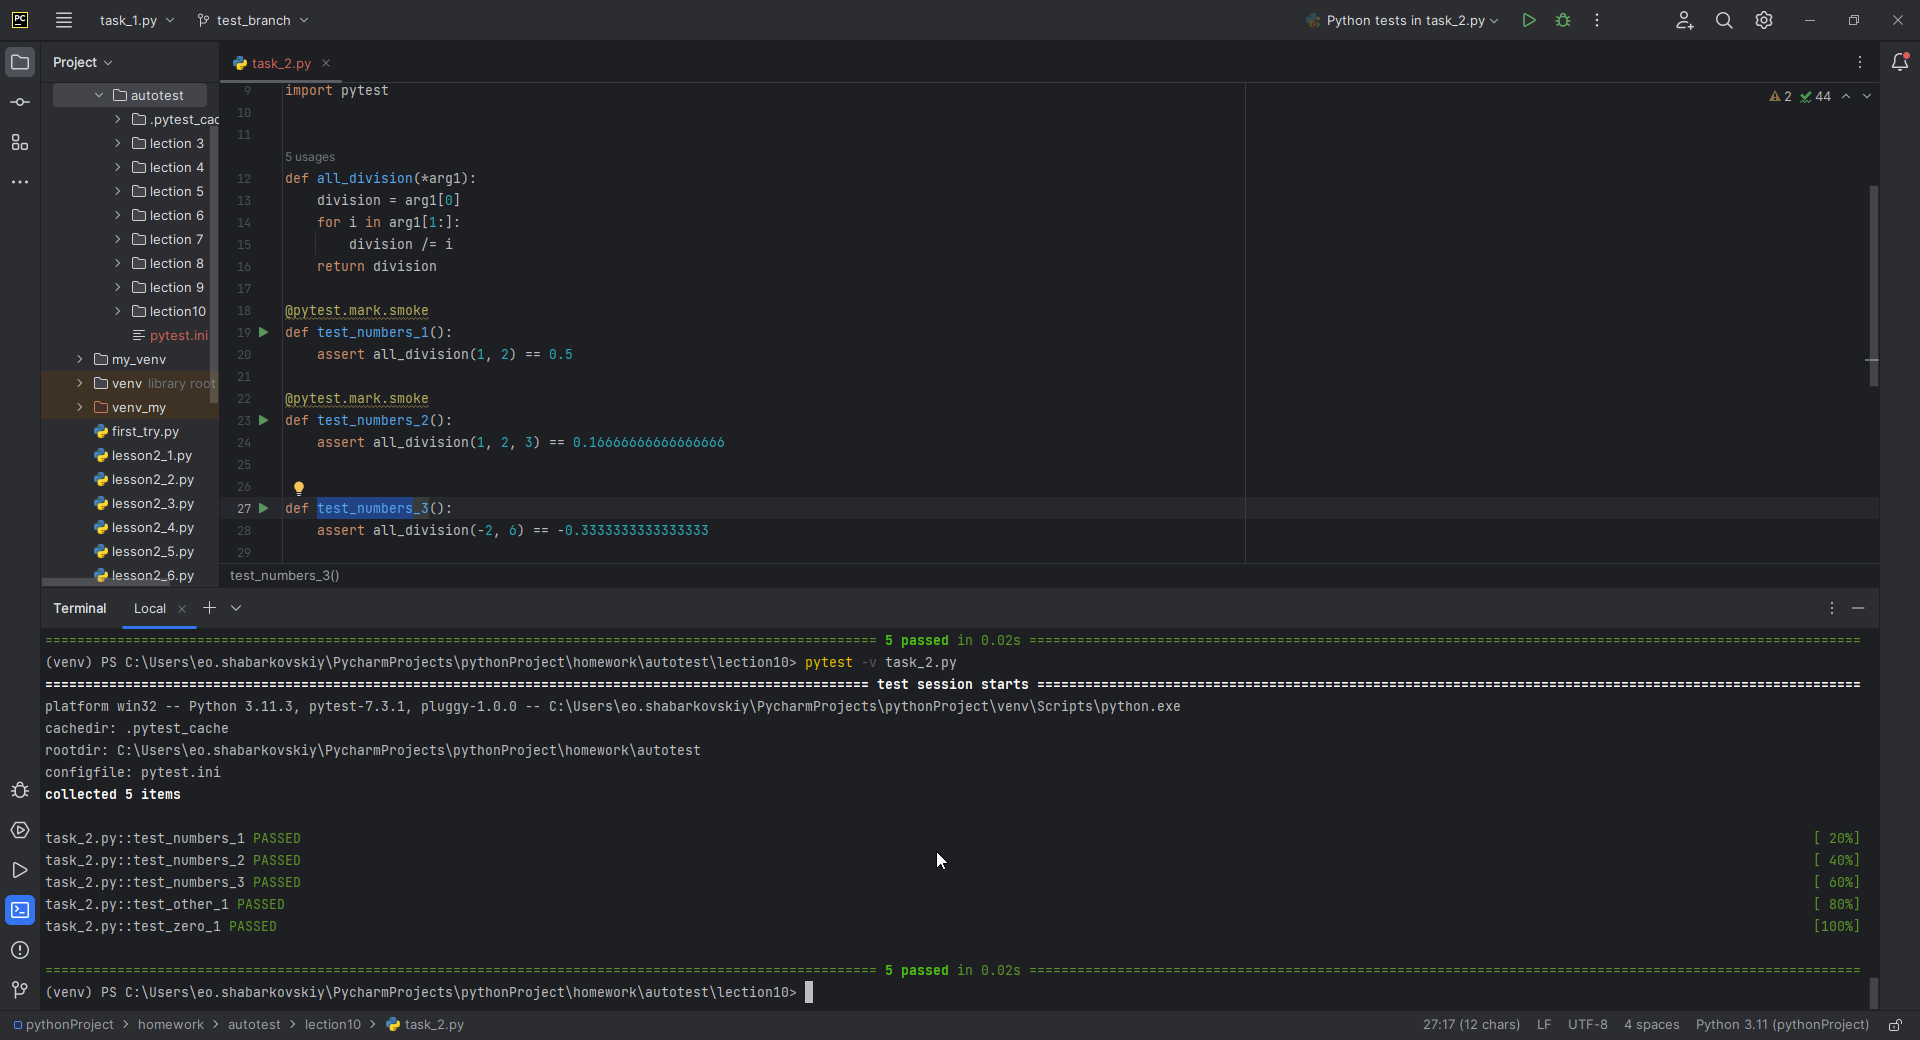 PC task_1.py test_branch Python tests in task_2.py
Project
task_2.py
autotest
.pytest_cac
lection 3
lection 4
lection 5
lection 6
lection 7
lection 8
lection 9
lection10
pytest.ini
my_venv
venv library root
venv_my
first_try.py
lesson2_1.py
lesson2_2.py
lesson2_3.py
lesson2_4.py
lesson2_5.py
lesson2_6.py
2 44
9 import pytest
10
11
5 usages
12 def all_division(*arg1):
13 division = arg1[0]
14 for i in arg1[1:]:
15 division /= i
16 return division
17
18 @pytest.mark.smoke
19 def test_numbers_1():
20 assert all_division(1, 2) == 0.5
21
22 @pytest.mark.smoke
23 def test_numbers_2():
24 assert all_division(1, 2, 3) == 0.16666666666666666
25
26
27 def test_numbers_3():
28 assert all_division(-2, 6) == -0.3333333333333333
29
test_numbers_3()
Terminal Local
5 passed in 0.02s
(venv) PS C:\Users\eo.shabarkovskiy\PycharmProjects\pythonProject\homework\autotest\lection10> pytest -v task_2.py
test session starts
platform win32 -- Python 3.11.3, pytest-7.3.1, pluggy-1.0.0 -- C:\Users\eo.shabarkovskiy\PycharmProjects\pythonProject\venv\Scripts\python.exe
cachedir: .pytest_cache
rootdir: C:\Users\eo.shabarkovskiy\PycharmProjects\pythonProject\homework\autotest
configfile: pytest.ini
collected 5 items
task_2.py::test_numbers_1 PASSED [ 20%]
task_2.py::test_numbers_2 PASSED [ 40%]
task_2.py::test_numbers_3 PASSED [ 60%]
task_2.py::test_other_1 PASSED [ 80%]
task_2.py::test_zero_1 PASSED [100%]
5 passed in 0.02s
(venv) PS C:\Users\eo.shabarkovskiy\PycharmProjects\pythonProject\homework\autotest\lection10>
pythonProject > homework > autotest > lection10 > task_2.py 27:17 (12 chars) LF UTF-8 4 spaces Python 3.11 (pythonProject)